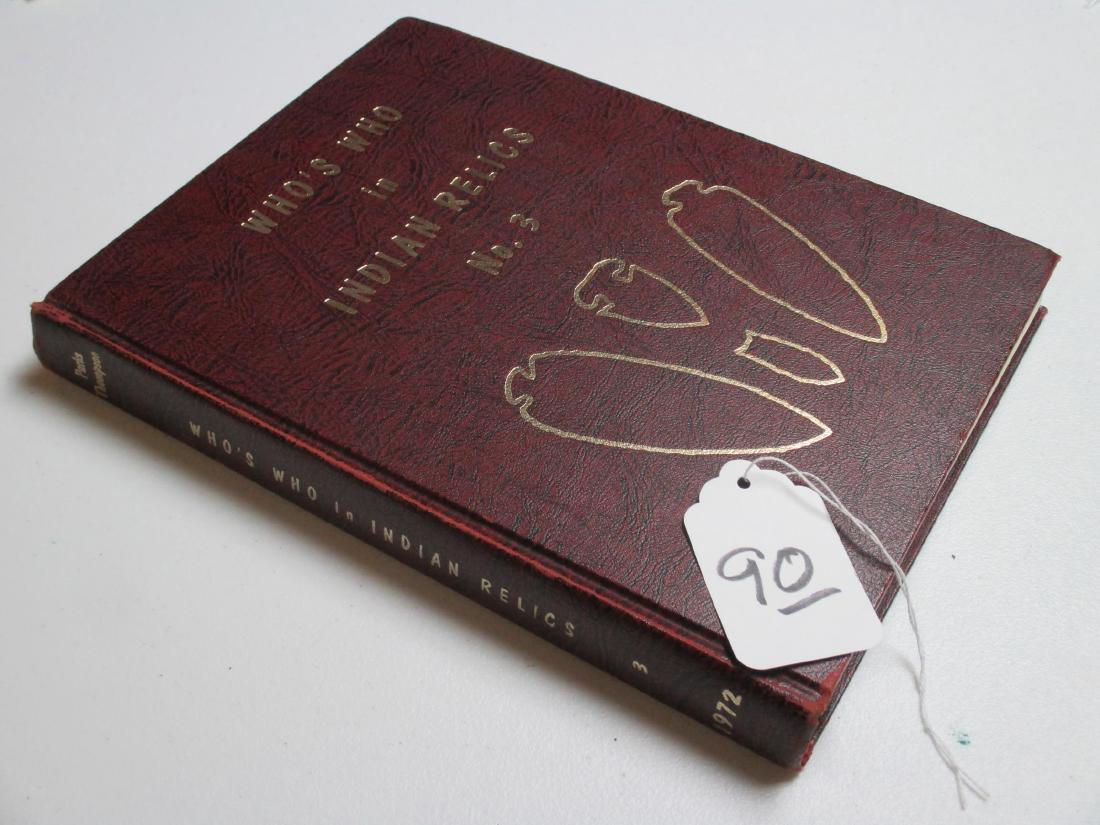 WHO'S WHO
in
INDIAN RELICS
No. 3
Parks
Thompson
WHO'S WHO in INDIAN RELICS
3
1972
90